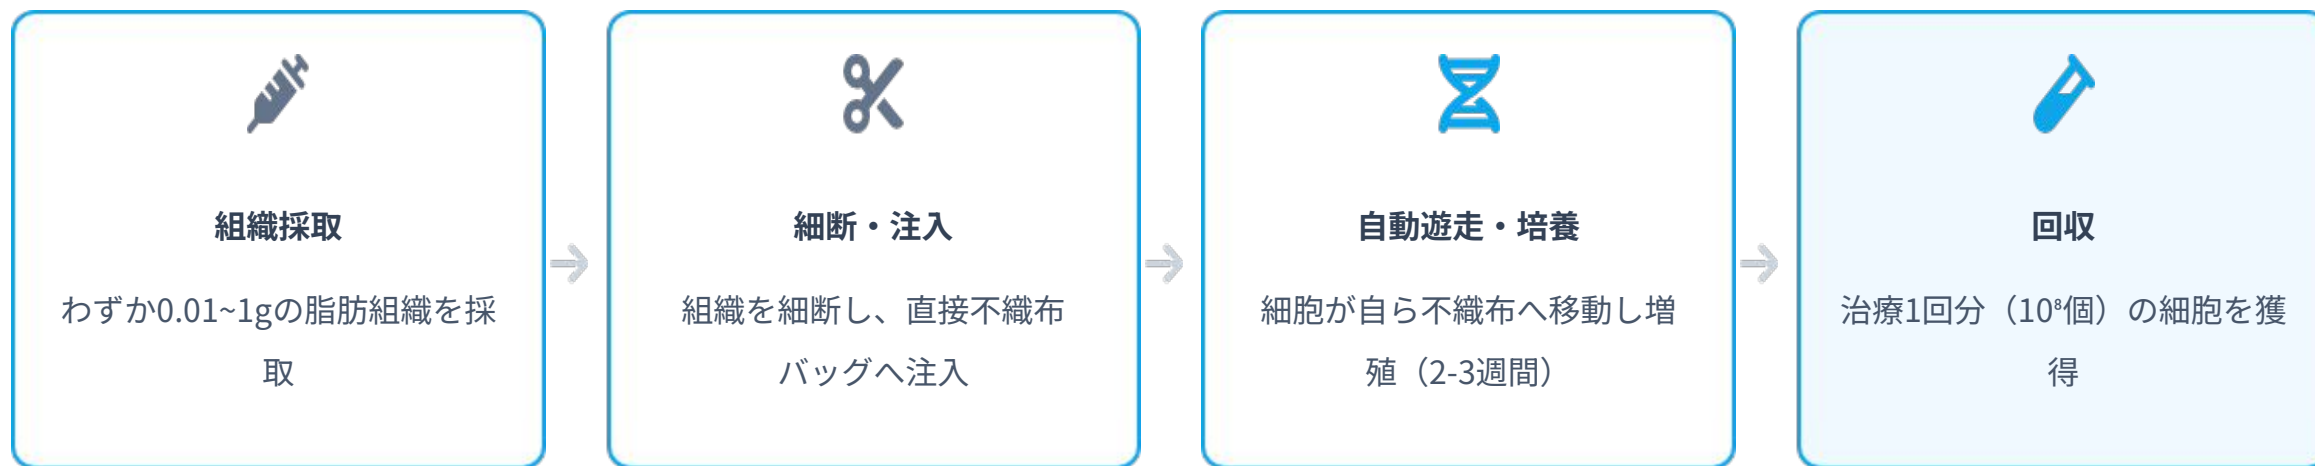 組織採取
わずか0.01~1gの脂肪組織を採
取
細断・注入
組織を細断し、直接不織布
バッグへ注入
自動遊走・培養
細胞が自ら不織布へ移動し増
殖（2-3週間）
回収
治療1回分（10⁸個）の細胞を獲
得